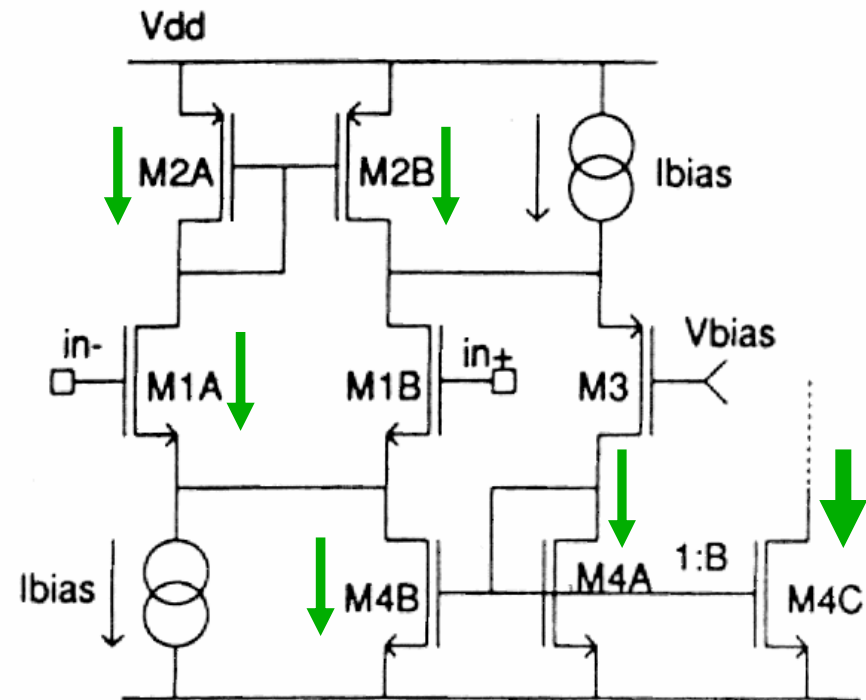 Vdd
M2A
M2B
Ibias
in-
M1A
M1B
in+
M3
Vbias
Ibias
M4B
M4A
1:B
M4C